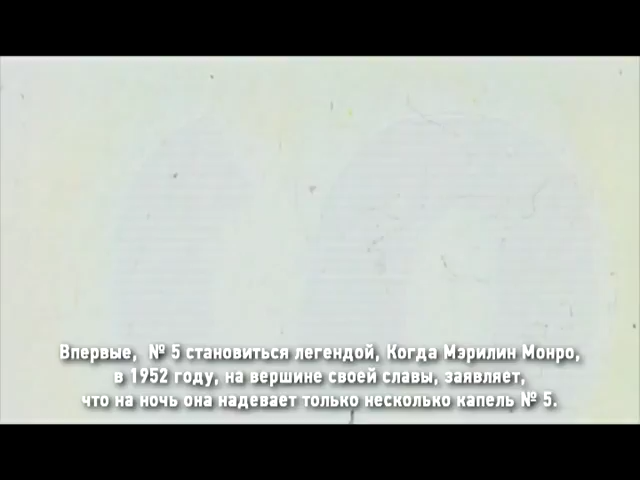 Впервые, № 5 становиться легендой, Когда Мэрилин Монро,
в 1952 году, на вершине своей славы, заявляет,
что на ночь она надевает только несколько капель № 5.